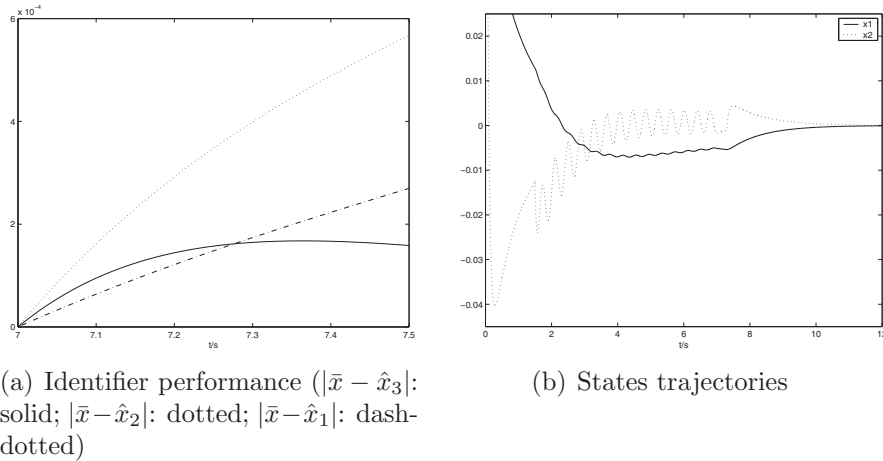 x 10⁻⁴
6
4
2
0
7
7.1
7.2
7.3
7.4
7.5
t/s
x1
x2
0.02
0.01
0
−0.01
−0.02
−0.03
−0.04
0
2
4
6
8
10
12
t/s
(a) Identifier performance (|x̄ − x̂₃|:
solid; |x̄−x̂₂|: dotted; |x̄−x̂₁|: dash-
dotted)
(b) States trajectories